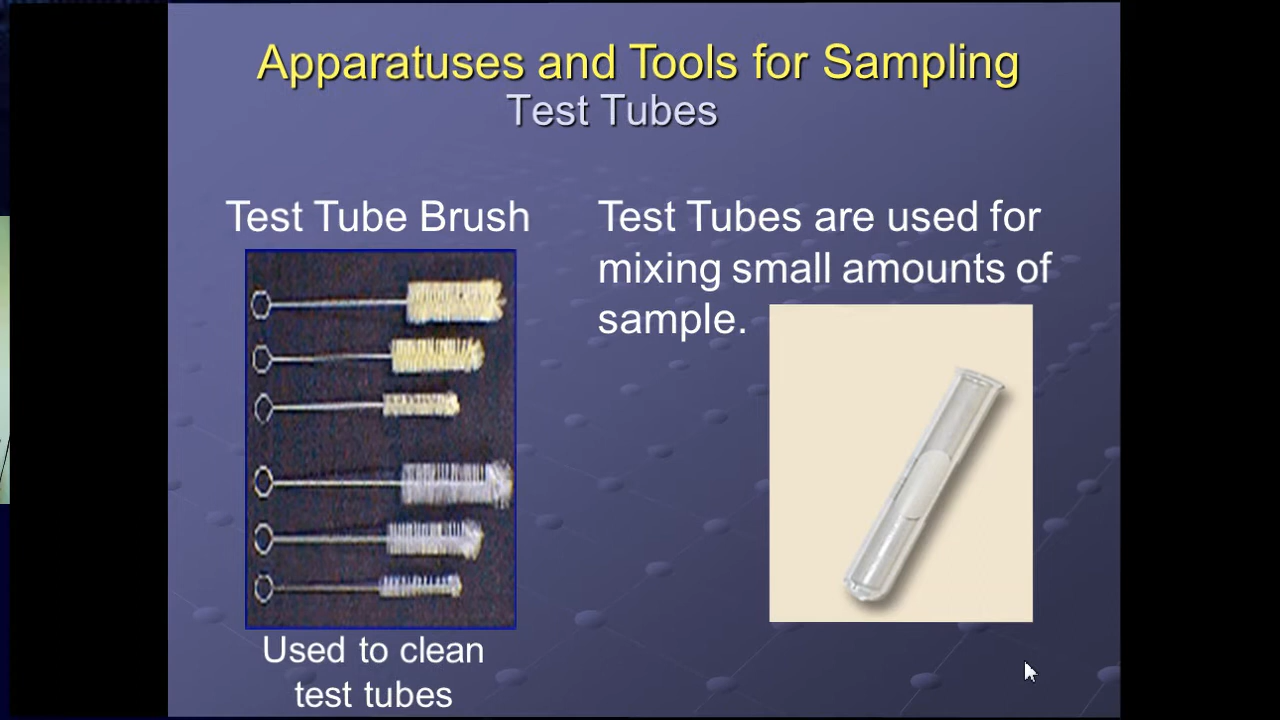 Apparatuses and Tools for Sampling
Test Tubes
Test Tube Brush
Used to clean
test tubes
Test Tubes are used for
mixing small amounts of
sample.